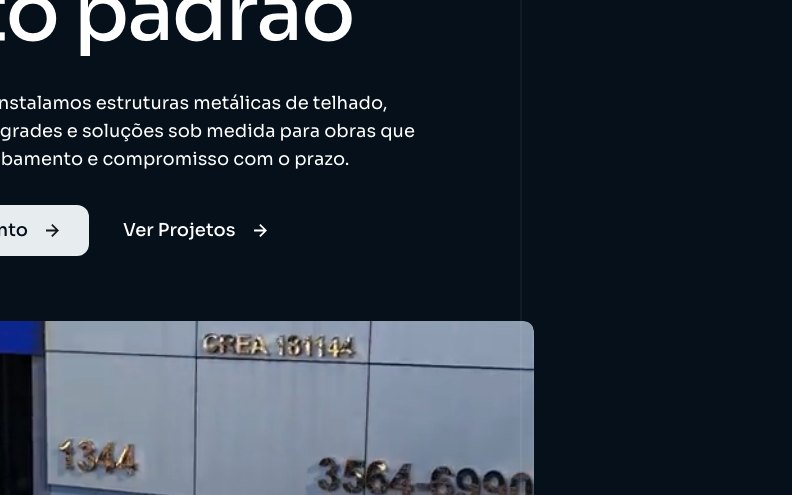 to padrão
nstalamos estruturas metálicas de telhado,
grades e soluções sob medida para obras que
bamento e compromisso com o prazo.
nto → Ver Projetos →
CREA 181144
1344
3564-6990